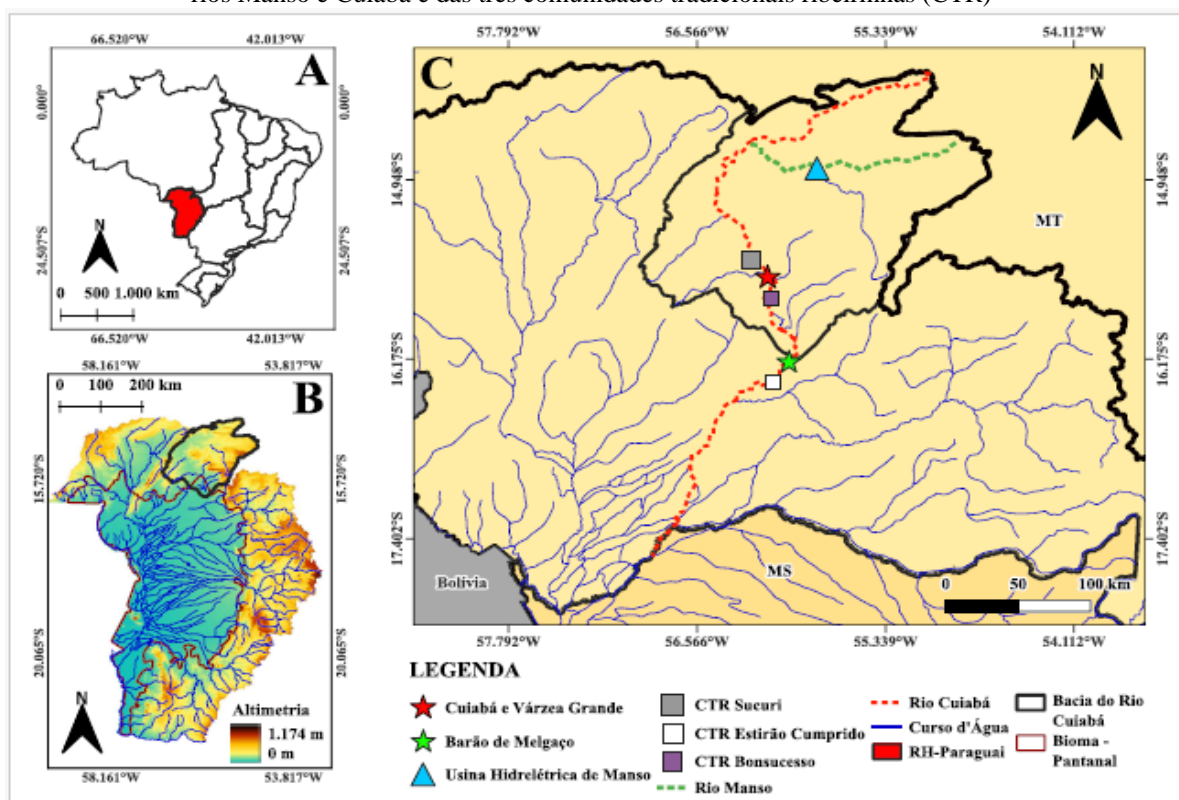 rios Manso e Cuiabá e das três comunidades tradicionais ribeirinhas (CTR)
66.520°W 42.013°W
A
0.000° 0.000°
24.507°S 24.507°S
N
0 500 1.000 km
66.520°W 42.013°W
58.161°W 53.817°W
0 100 200 km
B
15.720°S 15.720°S
20.065°S 20.065°S
N
Altimetria
1.174 m
0 m
58.161°W 53.817°W
57.792°W 56.566°W 55.339°W 54.112°W
C
N
14.948°S 14.948°S
MT
16.175°S 16.175°S
17.402°S 17.402°S
Bolívia
MS
0 50 100 km
57.792°W 56.566°W 55.339°W 54.112°W
LEGENDA
Cuiabá e Várzea Grande
Barão de Melgaço
Usina Hidrelétrica de Manso
CTR Sucuri
CTR Estirão Cumprido
CTR Bonsucesso
Rio Manso
Rio Cuiabá
Curso d'Água
RH-Paraguai
Bacia do Rio
Cuiabá
Bioma -
Pantanal